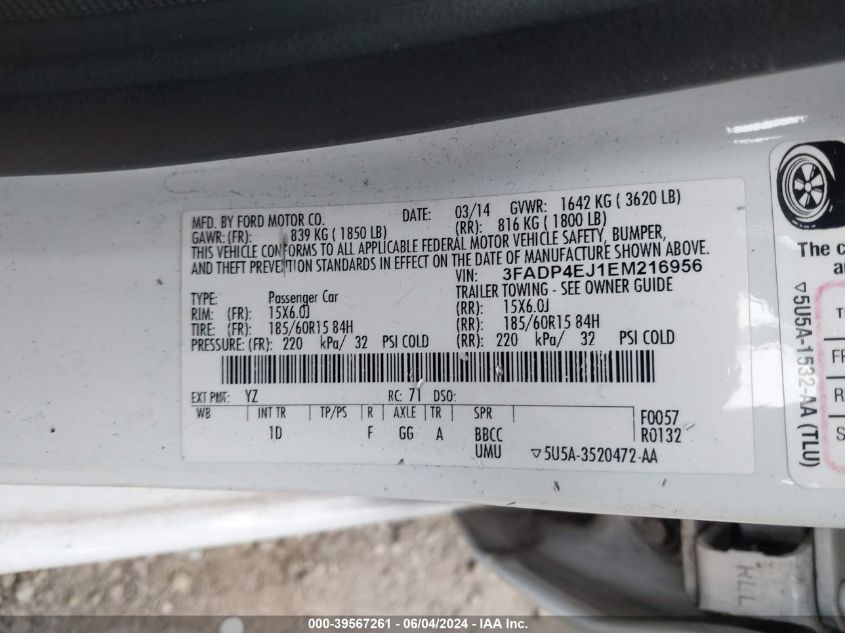 MFD. BY FORD MOTOR CO. DATE: 03/14 GVWR: 1642 KG ( 3620 LB)
GAWR: (FR): 839 KG ( 1850 LB) (RR): 816 KG ( 1800 LB)
THIS VEHICLE CONFORMS TO ALL APPLICABLE FEDERAL MOTOR VEHICLE SAFETY, BUMPER,
AND THEFT PREVENTION STANDARDS IN EFFECT ON THE DATE OF MANUFACTURE SHOWN ABOVE.
VIN: 3FADP4EJ1EM216956
TYPE: Passenger Car TRAILER TOWING - SEE OWNER GUIDE
RIM: (FR): 15X6.0J (RR): 15X6.0J
TIRE: (FR): 185/60R15 84H (RR): 185/60R15 84H
PRESSURE: (FR): 220 kPa/ 32 PSI COLD (RR): 220 kPa/ 32 PSI COLD
EXT PNT: YZ RC: 71 DSO:
WB INT TR TP/PS R AXLE TR SPR F0057
1D F GG A BBCC R0132
UMU ▽5U5A-3520472-AA
The c
a
▽5U5A-1532-AA (TLU)
T
FR
R
S
KLL
000-39567261 - 06/04/2024 - IAA Inc.